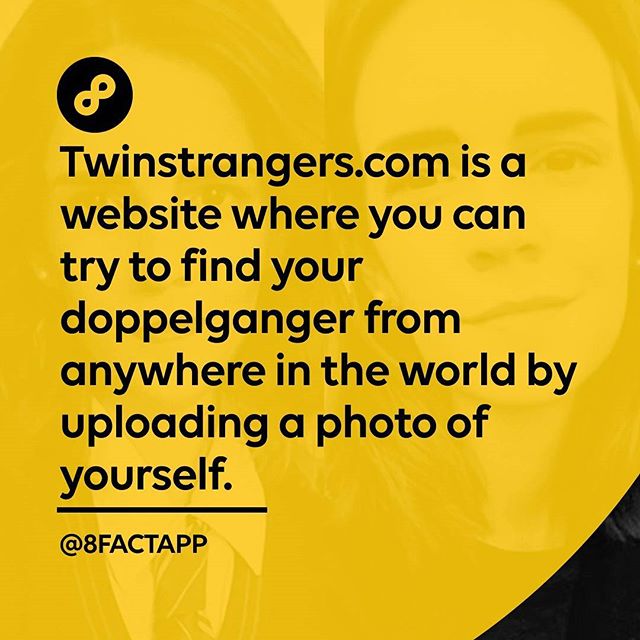 Twinstrangers.com is a
website where you can
try to find your
doppelganger from
anywhere in the world by
uploading a photo of
yourself.
@8FACTAPP